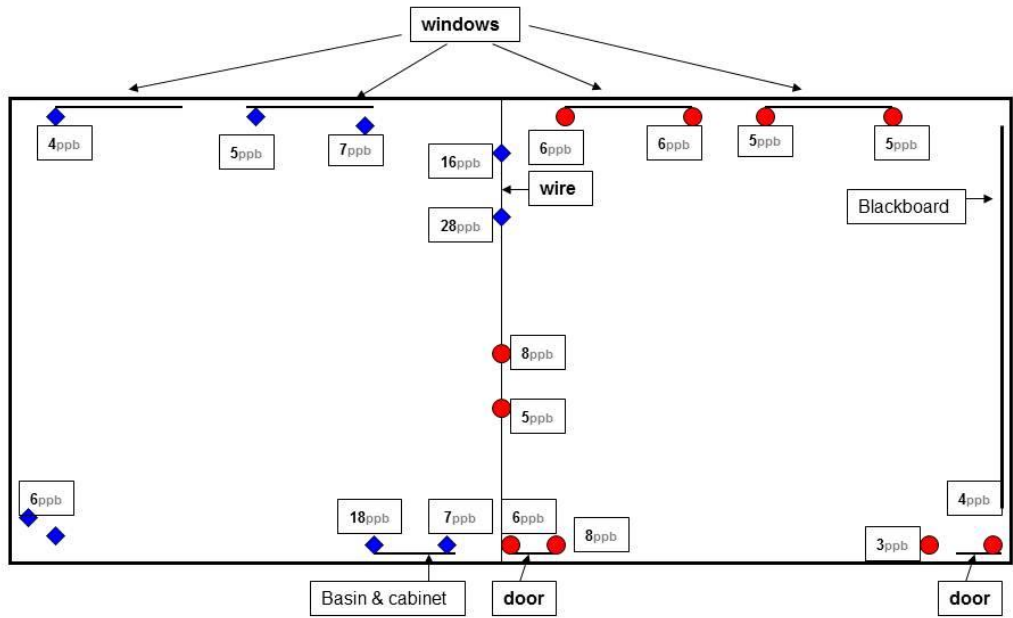 windows
4ppb
5ppb
7ppb
16ppb
6ppb
6ppb
5ppb
5ppb
wire
28ppb
Blackboard
8ppb
5ppb
6ppb
18ppb
7ppb
6ppb
8ppb
3ppb
4ppb
Basin & cabinet
door
door